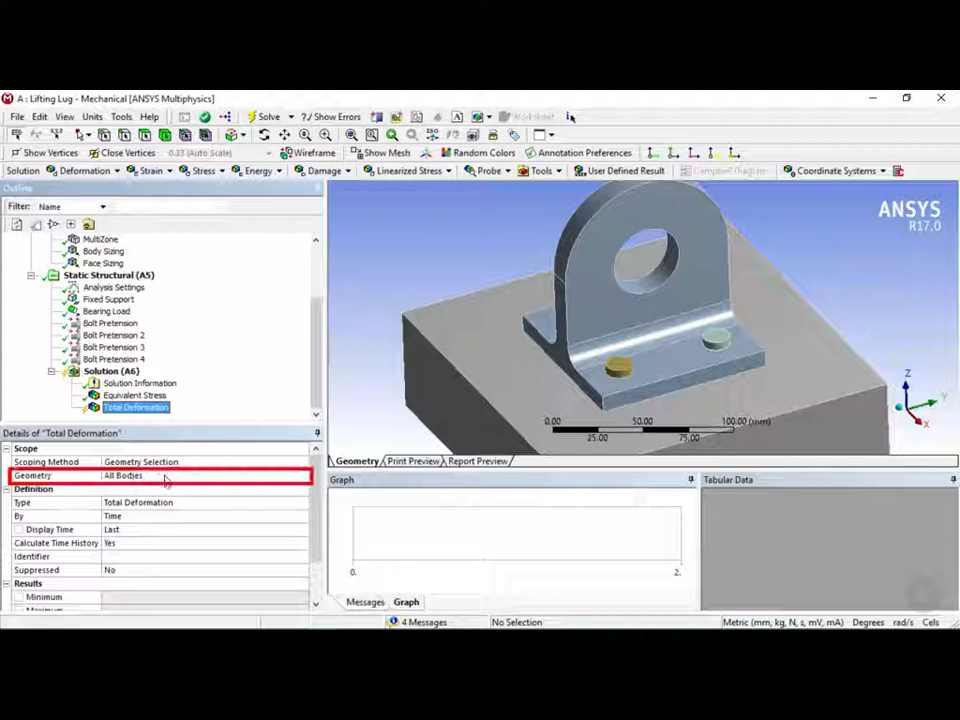 A : Lifting Lug - Mechanical [ANSYS Multiphysics]
File Edit View Units Tools Help Solve ?/ Show Errors Worksheet
Show Vertices Close Vertices 0.33 (Auto Scale) Wireframe Show Mesh Random Colors Annotation Preferences
Solution Deformation Strain Stress Energy Damage Linearized Stress Probe Tools User Defined Result Campbell Diagram Coordinate Systems
Outline
Filter: Name
MultiZone
Body Sizing
Face Sizing
Static Structural (A5)
Analysis Settings
Fixed Support
Bearing Load
Bolt Pretension
Bolt Pretension 2
Bolt Pretension 3
Bolt Pretension 4
Solution (A6)
Solution Information
Equivalent Stress
Total Deformation
Details of "Total Deformation"
Scope
Scoping Method Geometry Selection
Geometry All Bodies
Definition
Type Total Deformation
By Time
Display Time Last
Calculate Time History Yes
Identifier
Suppressed No
Results
Minimum
ANSYS
R17.0
Z
Y
X
0.00 50.00 100.00 (mm)
25.00 75.00
Geometry Print Preview Report Preview
Graph
0. 2.
Messages Graph
Tabular Data
4 Messages No Selection Metric (mm, kg, N, s, mV, mA) Degrees rad/s Cels